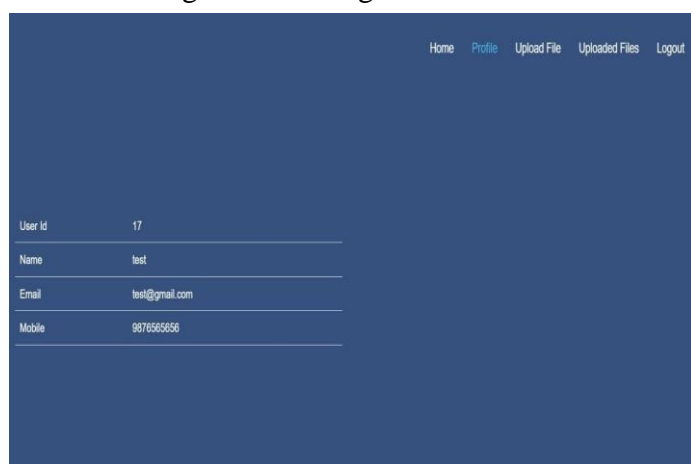 Home Profile Upload File Uploaded Files Logout
User Id 17
Name test
Email test@gmail.com
Mobile 9876565656